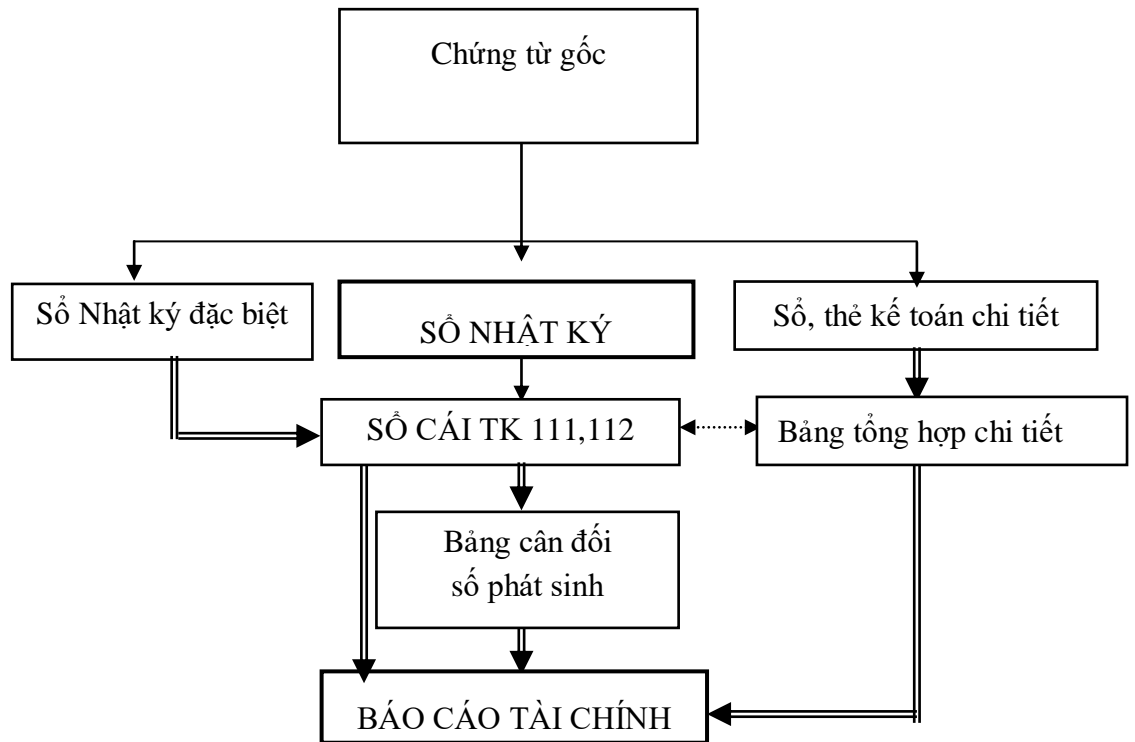 Chứng từ gốc
Sổ Nhật ký đặc biệt
SỔ NHẬT KÝ
Sổ, thẻ kế toán chi tiết
SỔ CÁI TK 111,112
Bảng tổng hợp chi tiết
Bảng cân đối
số phát sinh
BÁO CÁO TÀI CHÍNH